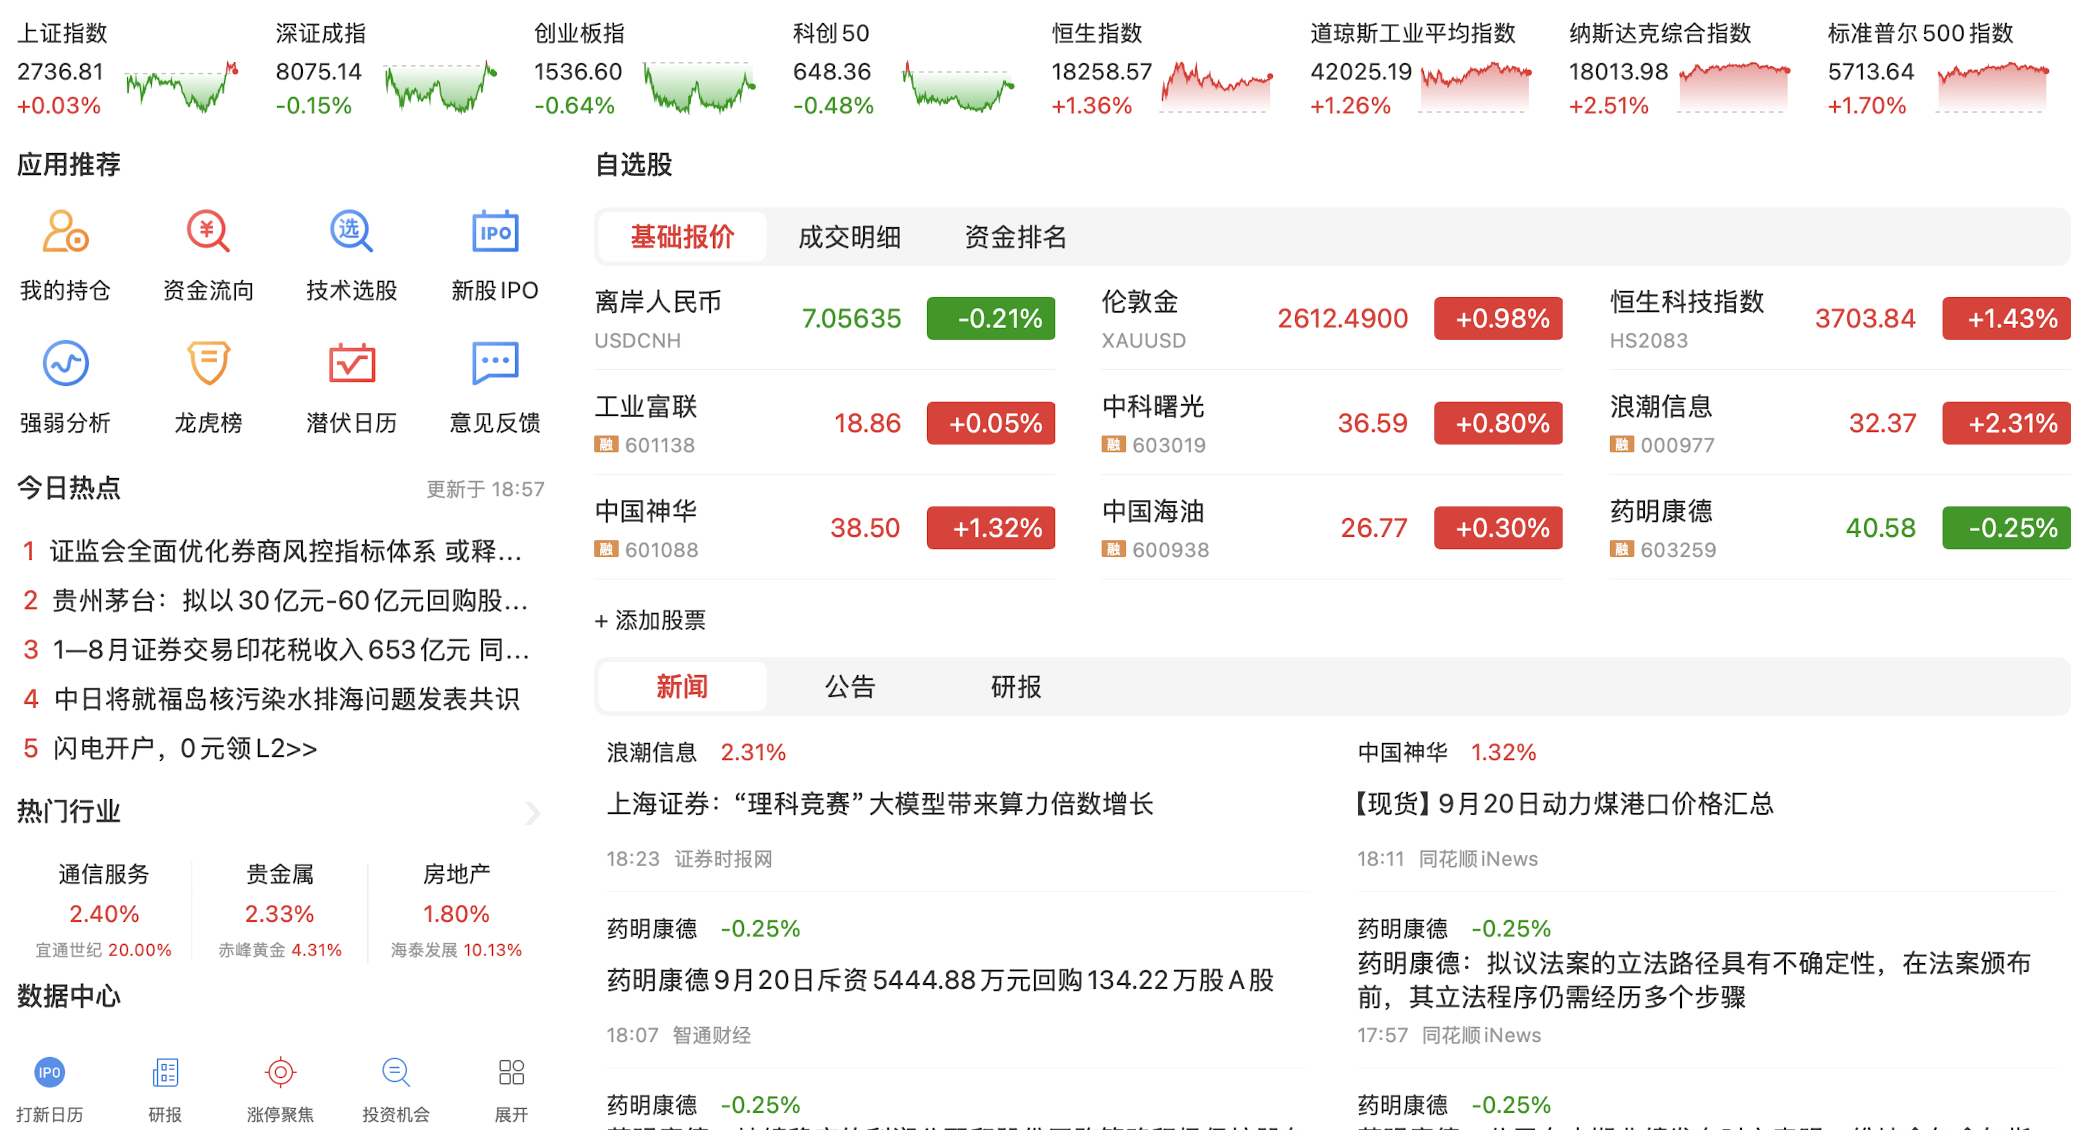 上证指数
2736.81
+0.03%
深证成指
8075.14
-0.15%
创业板指
1536.60
-0.64%
科创50
648.36
-0.48%
恒生指数
18258.57
+1.36%
道琼斯工业平均指数
42025.19
+1.26%
纳斯达克综合指数
18013.98
+2.51%
标准普尔500指数
5713.64
+1.70%
应用推荐
我的持仓
资金流向
选
技术选股
IPO
新股IPO
强弱分析
龙虎榜
潜伏日历
意见反馈
今日热点
更新于 18:57
1 证监会全面优化券商风控指标体系 或释...
2 贵州茅台：拟以30亿元-60亿元回购股...
3 1—8月证券交易印花税收入653亿元 同...
4 中日将就福岛核污染水排海问题发表共识
5 闪电开户，0元领L2>>
热门行业
通信服务
2.40%
宜通世纪 20.00%
贵金属
2.33%
赤峰黄金 4.31%
房地产
1.80%
海泰发展 10.13%
数据中心
IPO
打新日历
研报
涨停聚焦
投资机会
展开
自选股
基础报价 成交明细 资金排名
离岸人民币
USDCNH
7.05635
-0.21%
伦敦金
XAUUSD
2612.4900
+0.98%
恒生科技指数
HS2083
3703.84
+1.43%
工业富联
融 601138
18.86
+0.05%
中科曙光
融 603019
36.59
+0.80%
浪潮信息
融 000977
32.37
+2.31%
中国神华
融 601088
38.50
+1.32%
中国海油
融 600938
26.77
+0.30%
药明康德
融 603259
40.58
-0.25%
+ 添加股票
新闻 公告 研报
浪潮信息 2.31%
上海证券：“理科竞赛”大模型带来算力倍数增长
18:23 证券时报网
中国神华 1.32%
【现货】9月20日动力煤港口价格汇总
18:11 同花顺iNews
药明康德 -0.25%
药明康德9月20日斥资5444.88万元回购134.22万股A股
18:07 智通财经
药明康德 -0.25%
药明康德：拟议法案的立法路径具有不确定性，在法案颁布
前，其立法程序仍需经历多个步骤
17:57 同花顺iNews
药明康德 -0.25%
药明康德 -0.25%